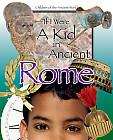 Children of the Ancient World
If I Were
A Kid in
Ancient
Rome